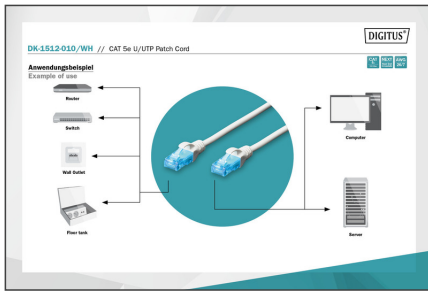 DIGITUS®
DK-1512-010/WH // CAT 5e U/UTP Patch Cord
Anwendungsbeispiel
Example of use
Router
Switch
Wall Outlet
Floor tank
Computer
Server